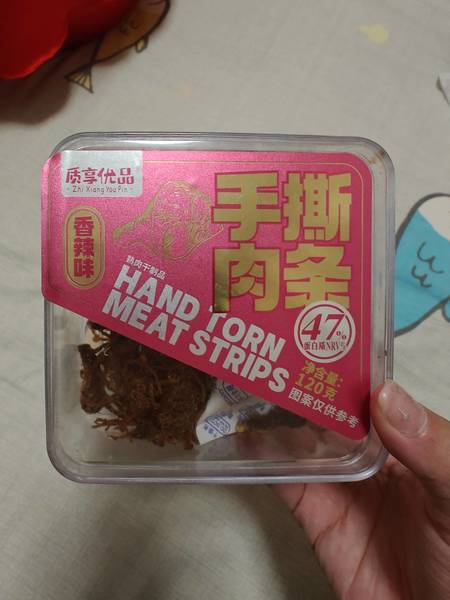 质享优品
Zhi Xiang You Pin
香辣味
手撕
肉条
熟肉干制品
HAND TORN
MEAT STRIPS
47%
蛋白质NRV%
净含量:
120克
图案仅供参考